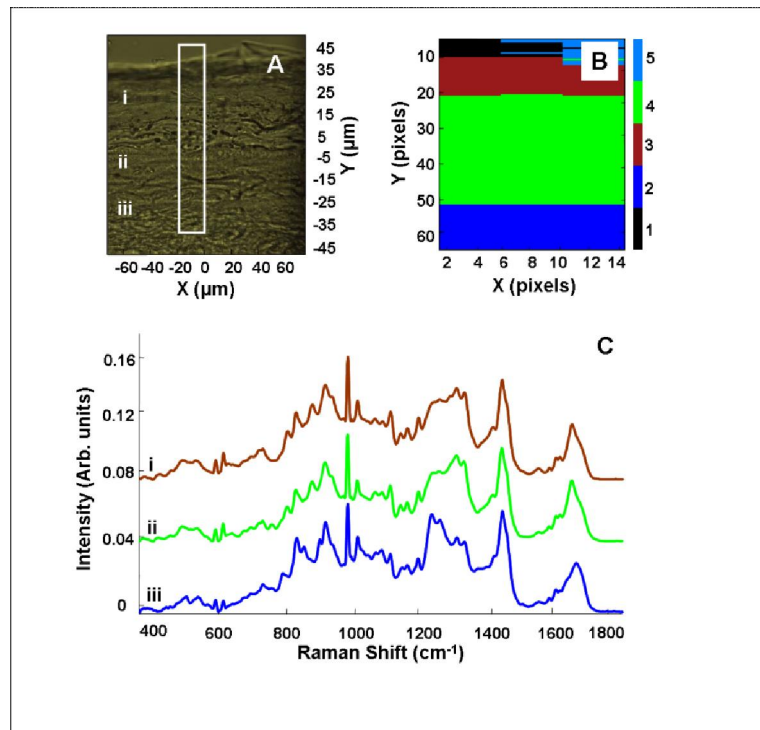 A
i
ii
iii
45
35
25
15
5
-5
-15
-25
-35
-45
Y (µm)
-60 -40 -20 0 20 40 60
X (µm)
B
10
20
30
40
50
60
Y (pixels)
2 4 6 8 10 12 14
X (pixels)
5
4
3
2
1
C
0.16
0.12
0.08
0.04
0
Intensity (Arb. units)
i
ii
iii
400 600 800 1000 1200 1400 1600 1800
Raman Shift (cm⁻¹)